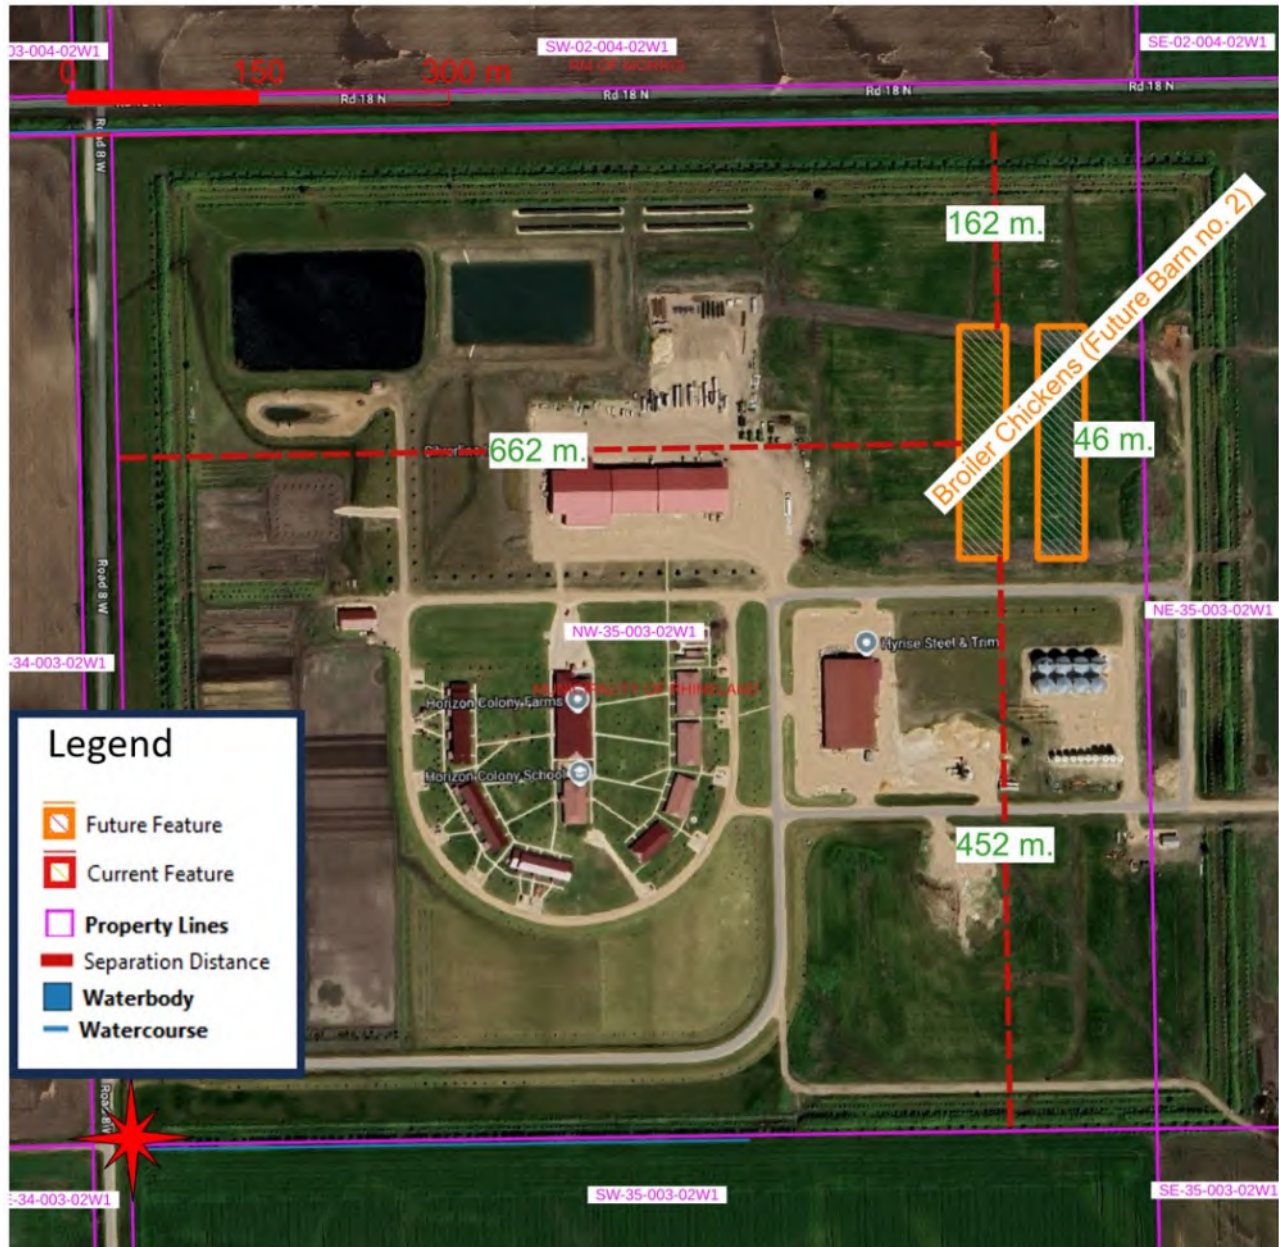 SW-02-004-02W1
SE-02-004-02W1
03-004-02W1
RM OF MORRIS
0 150 300 m
Rd 18 N
Rd 18 N
Rd 18 N
Rd 18 N
Road 8 W
162 m.
Broiler Chickens (Future Barn no. 2)
46 m.
662 m.
Road 8 W
NE-35-003-02W1
NW-35-003-02W1
Hyrise Steel & Trim
-34-003-02W1
MUNICIPALITY OF RHINELAND
Horizon Colony Farms
Horizon Colony School
Legend
Future Feature
Current Feature
Property Lines
Separation Distance
Waterbody
Watercourse
452 m.
Road 8W
SW-35-003-02W1
SE-35-003-02W1
E-34-003-02W1